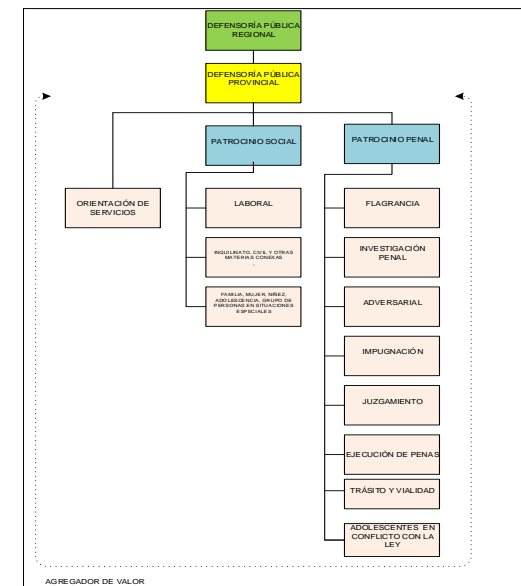 DEFENSORÍA PÚBLICA
REGIONAL
DEFENSORÍA PÚBLICA
PROVINCIAL
PATROCINIO SOCIAL
PATROCINIO PENAL
ORIENTACIÓN DE
SERVICIOS
LABORAL
INQUILINATO, CIVIL Y OTRAS
MATERIAS CONEXAS
.
FAMILIA, MUJER, NIÑEZ,
ADOLESCENCIA, GRUPO DE
PERSONAS EN SITUACIONES
ESPECIALES
FLAGRANCIA
INVESTIGACIÓN
PENAL
ADVERSARIAL
IMPUGNACIÓN
JUZGAMIENTO
EJECUCIÓN DE PENAS
TRÁSITO Y VIALIDAD
ADOLESCENTES EN
CONFLICTO CON LA
LEY
AGREGADOR DE VALOR